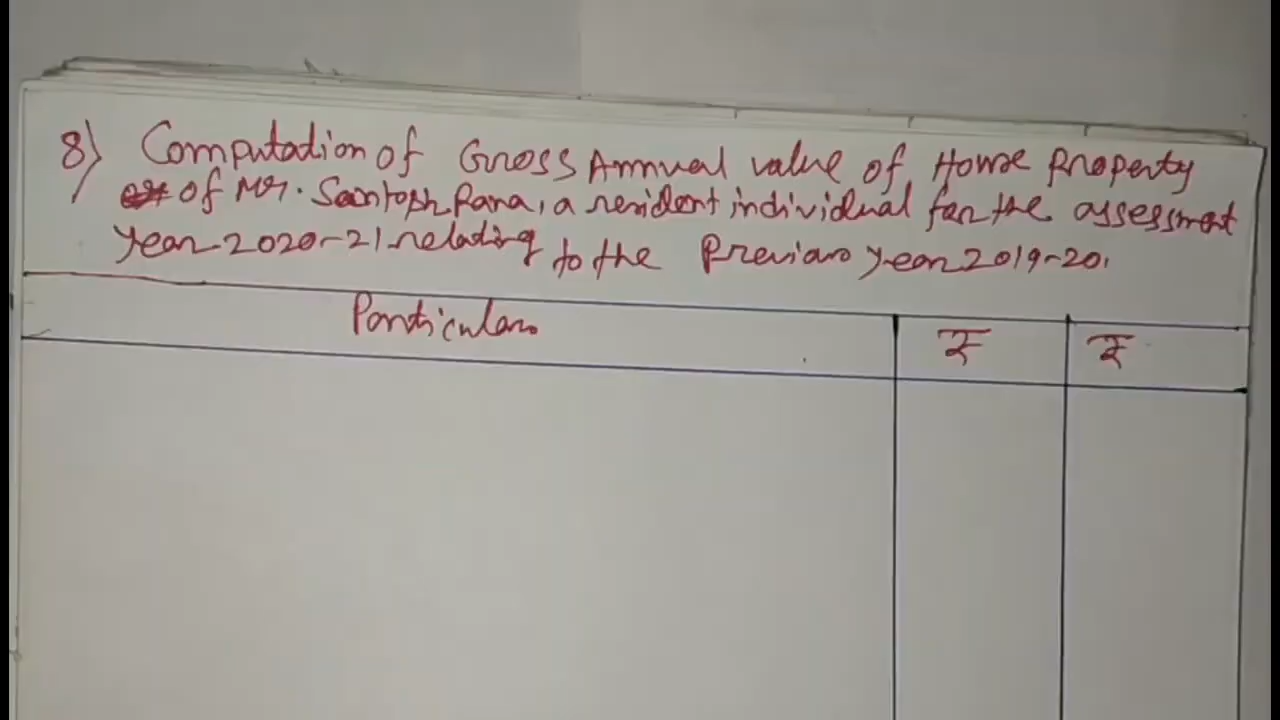 8) Computation of Gross Annual value of House Property
of Mr. Santosh Rana, a resident individual for the assessment
year 2020-21 relating to the Previous year 2019-20.
Particulars ₹ ₹